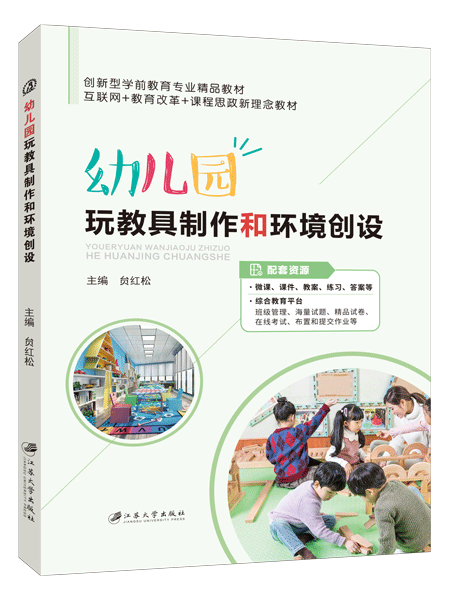 创新型学前教育专业精品教材
互联网+教育改革+课程思政新理念教材
幼儿园
玩教具制作和环境创设
YOUERYUAN WANJIAOJU ZHIZUO
HE HUANJING CHUANGSHE
主编 贠红松
配套资源
·微课、课件、教案、练习、答案等
·综合教育平台
班级管理、海量试题、精品试卷、
在线考试、布置和提交作业等
江苏大学出版社
JIANGSU UNIVERSITY PRESS
幼儿园玩教具制作和环境创设
主编 贠红松
江苏大学出版社